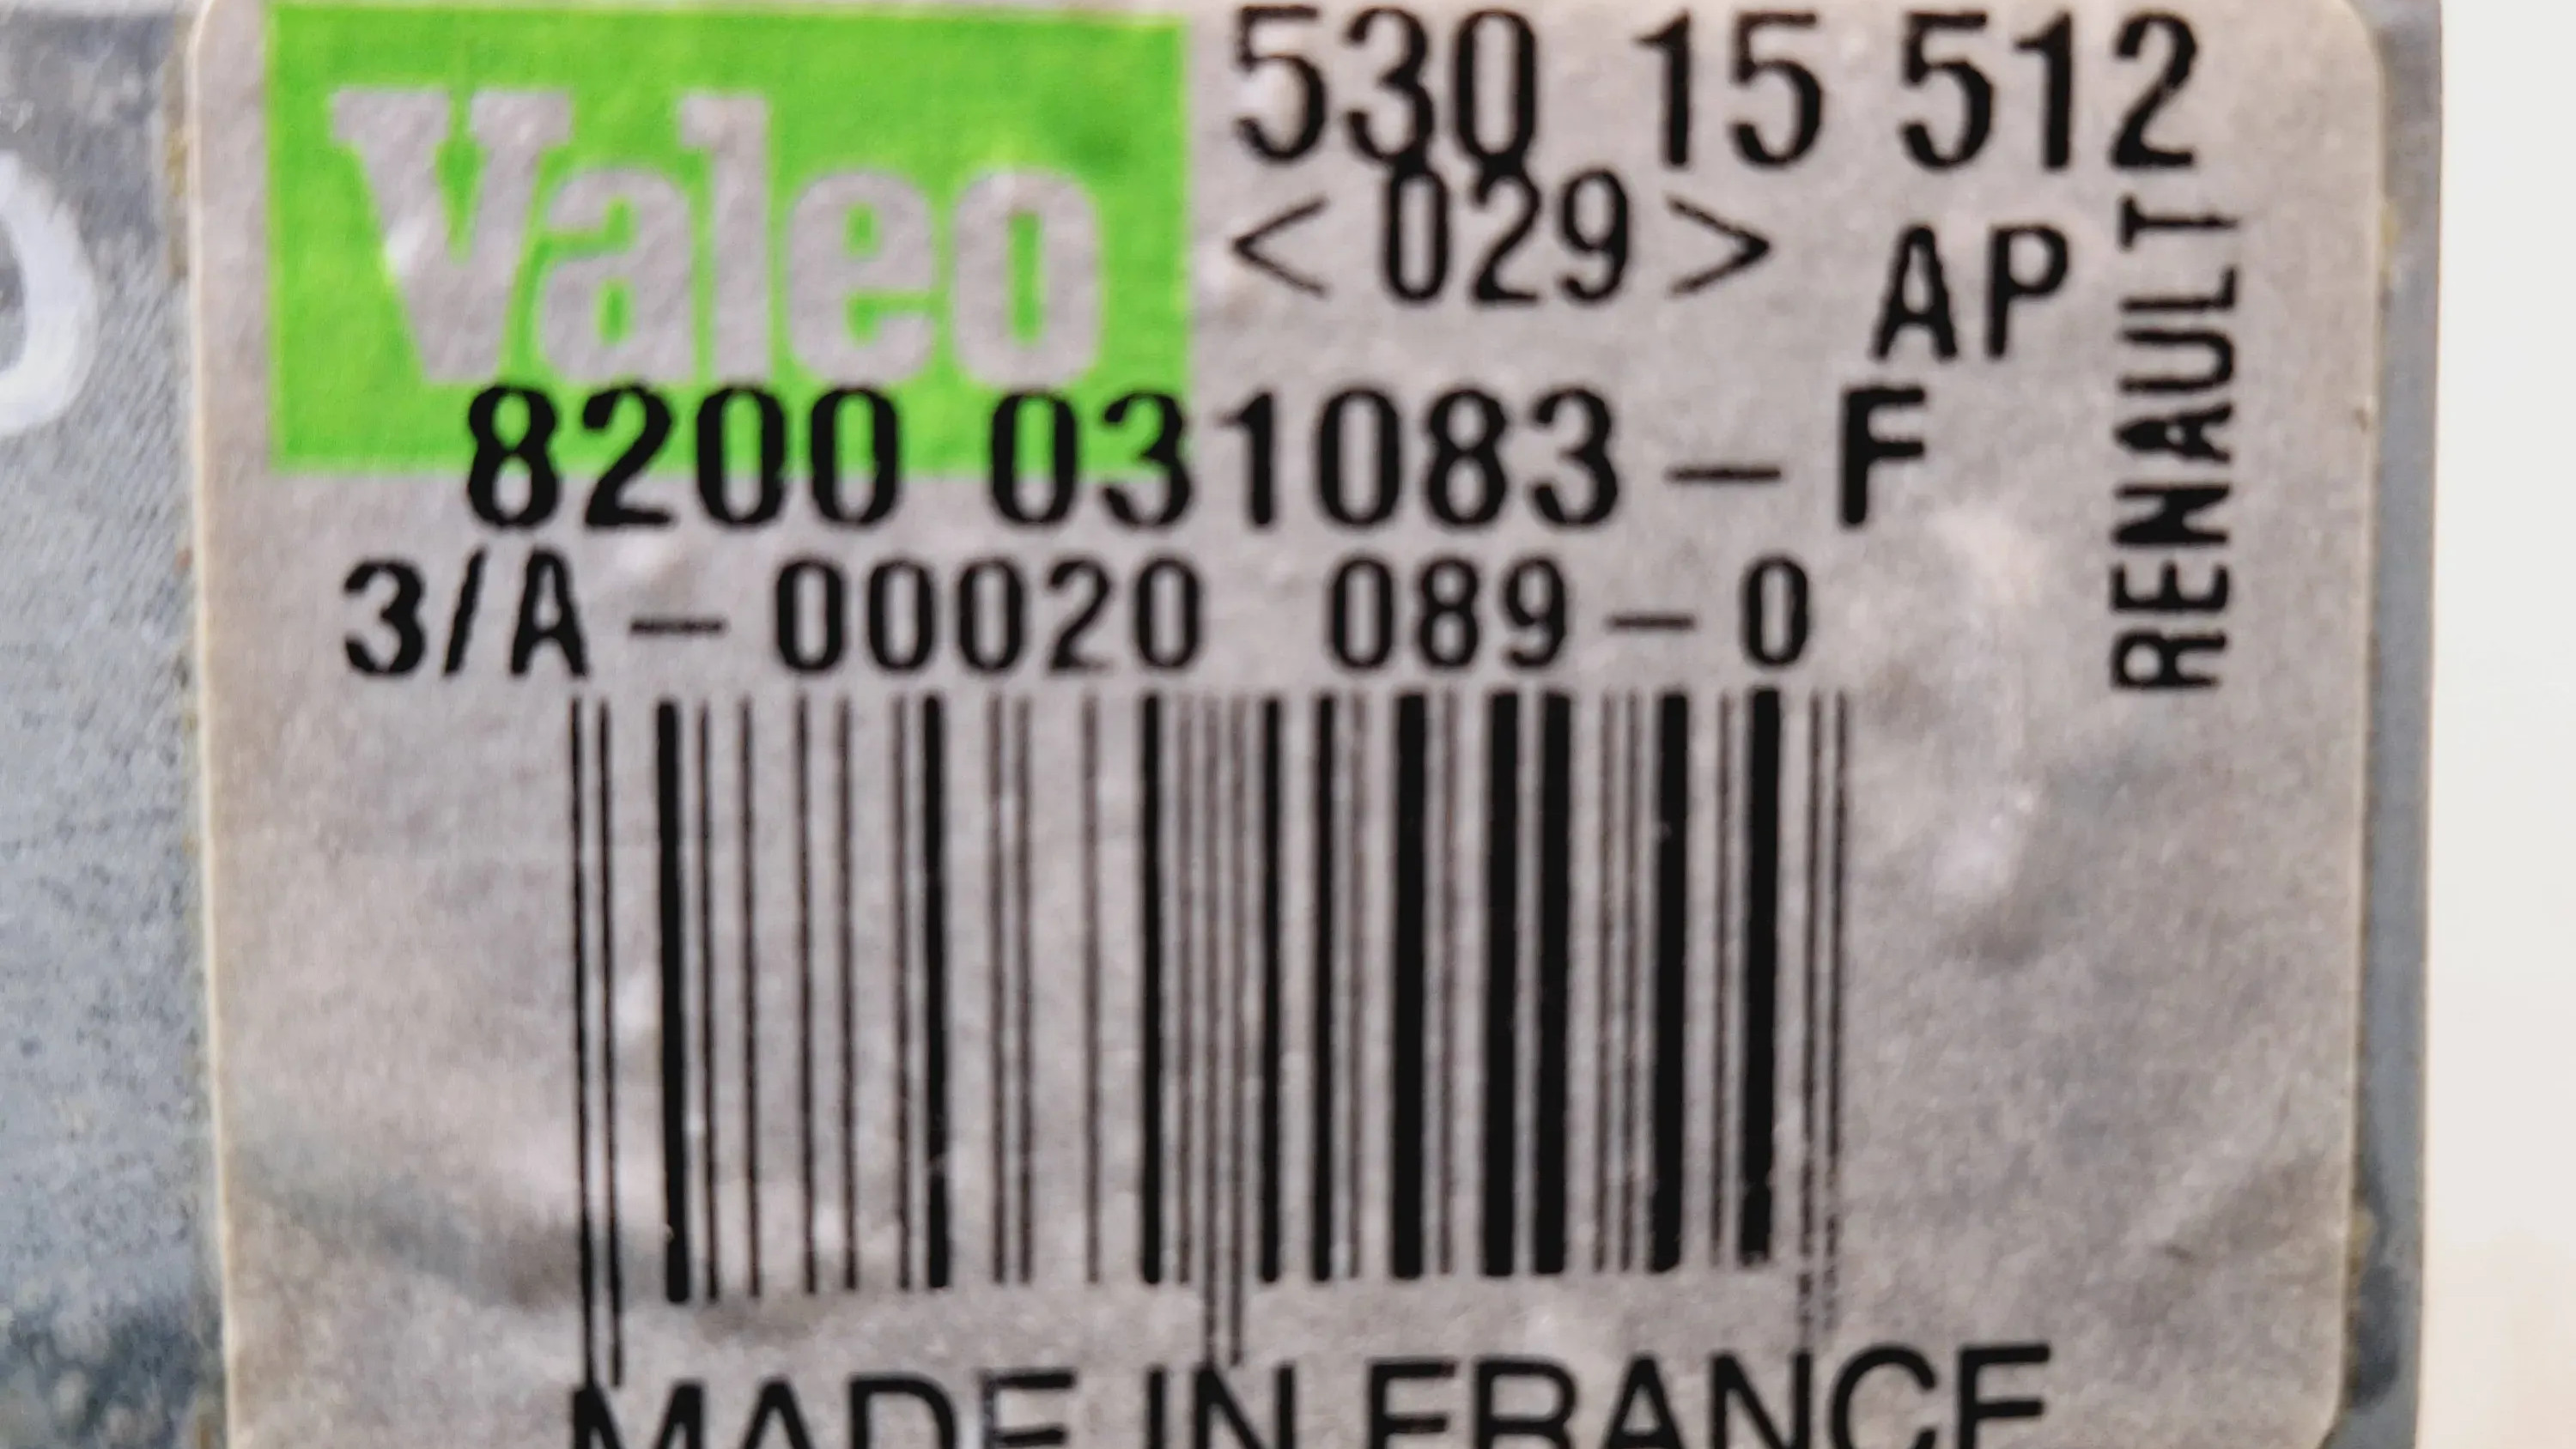 Valeo
530 15 512
<029> AP
RENAULT
8200 031083 - F
3/A - 00020 089 - 0
MADE IN FRANCE